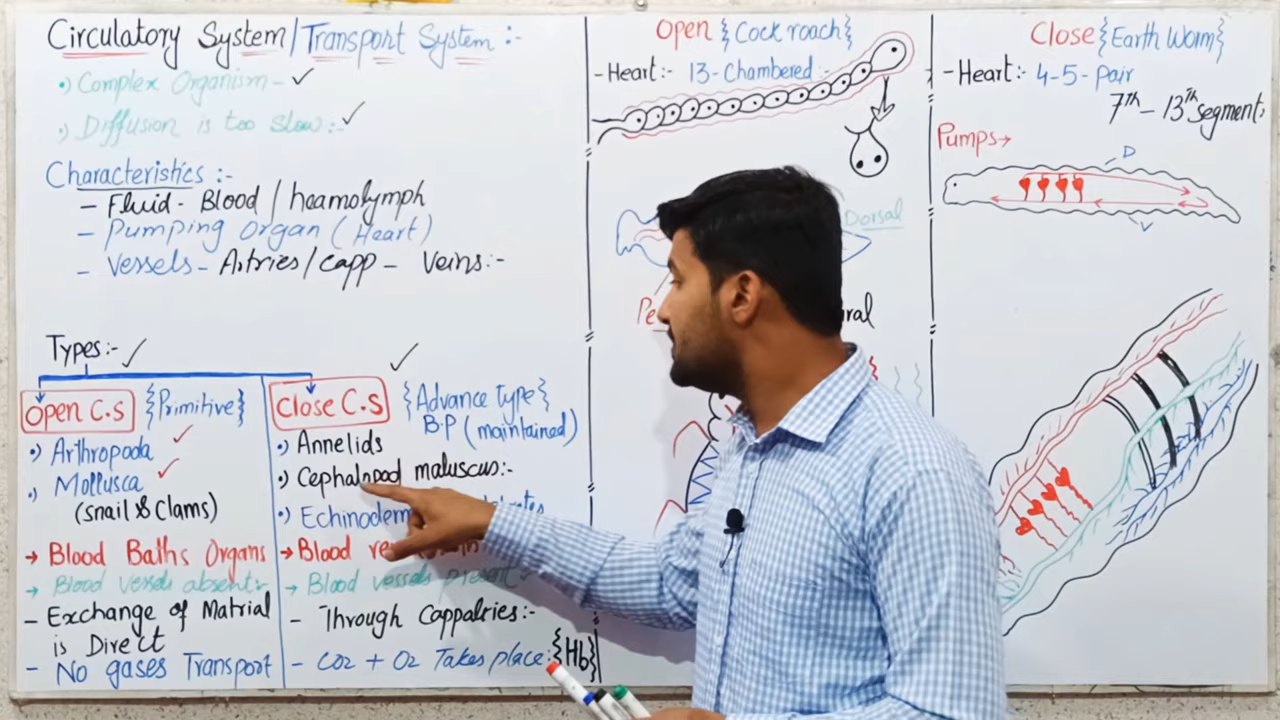 Circulatory System/Transport System :-
•) Complex Organism - ✓
•) Diffusion is too Slow:- ✓
Characteristics :-
- Fluid - Blood / haemolymph
- Pumping Organ (Heart)
- Vessels - Artries/capp - Veins:-
Types:- ✓
Open C.S {Primitive}
•) Arthropoda ✓
•) Mollusca ✓
(Snail & Clams)
→ Blood Baths Organs
→ Blood vessels absent:-
- Exchange of Matrial
is Direct
- No gases Transport
✓
Close C.S {Advance type}
B.P (maintained)
•) Annelids
•) Cephalopod maluscus:-
•) Echinoderm
→ Blood
→ Blood vessels present
- Through Cappalries:-
- CO2 + O2 Takes place: {Hb}
Open {Cockroach}
- Heart:- 13-Chambered:-
Dorsal
Close {Earth Worm}
- Heart:- 4-5-Pair
7th - 13th segment,
Pumps→
D
V